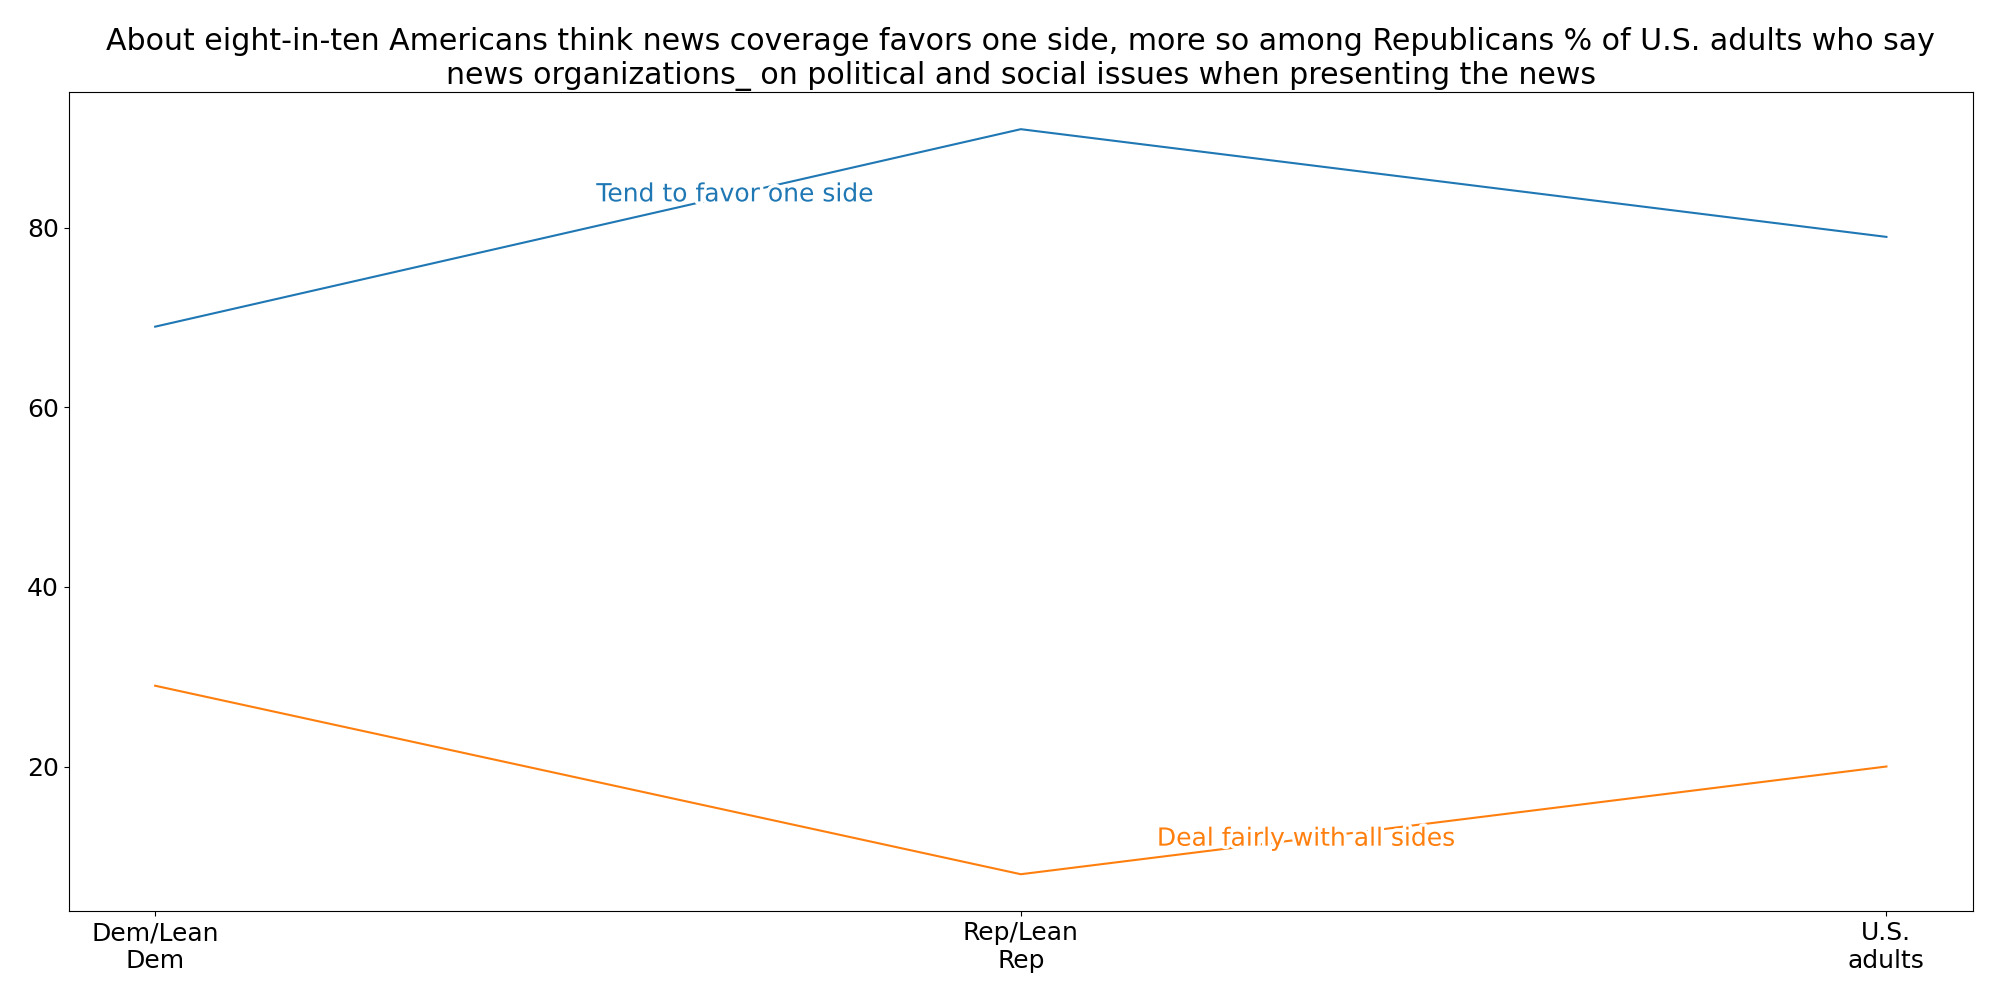 About eight-in-ten Americans think news coverage favors one side, more so among Republicans % of U.S. adults who say
news organizations_ on political and social issues when presenting the news
Tend to favor one side
80
60
40
20
Deal fairly with all sides
Dem/Lean
Dem
Rep/Lean
Rep
U.S.
adults